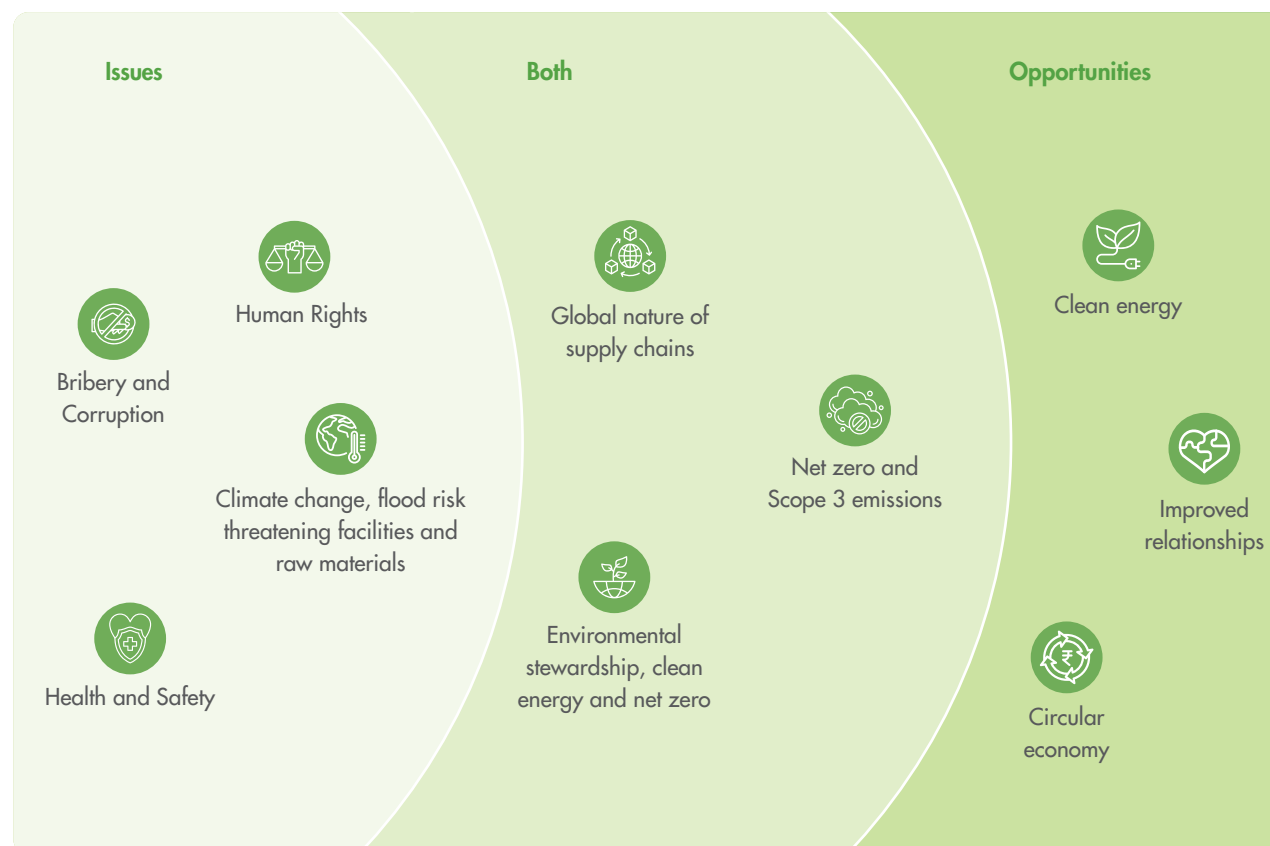 Issues
Human Rights
Bribery and
Corruption
Climate change, flood risk
threatening facilities and
raw materials
Health and Safety
Both
Global nature of
supply chains
Net zero and
Scope 3 emissions
Environmental
stewardship, clean
energy and net zero
Opportunities
Clean energy
Improved
relationships
₹
Circular
economy